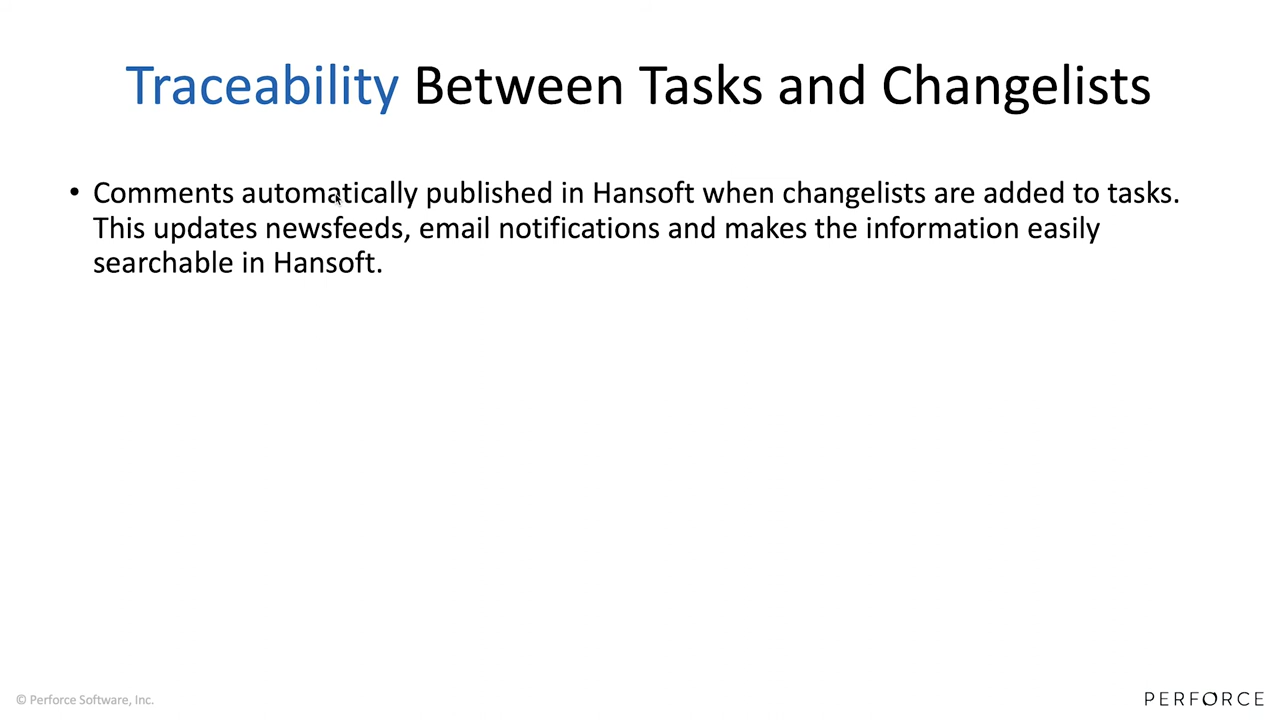 Traceability Between Tasks and Changelists
• Comments automatically published in Hansoft when changelists are added to tasks.
This updates newsfeeds, email notifications and makes the information easily
searchable in Hansoft.
© Perforce Software, Inc.
PERFORCE